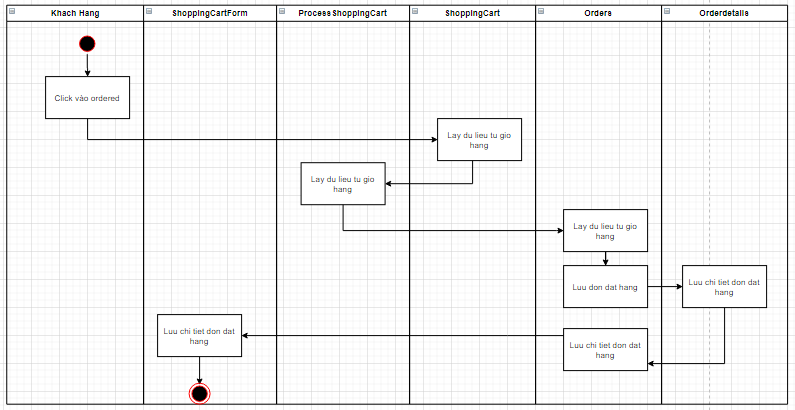 Khach Hang
ShoppingCartForm
ProcessShoppingCart
ShoppingCart
Orders
Orderdetails
Click vào ordered
Lay du lieu tu gio
hang
Lay du lieu tu gio
hang
Lay du lieu tu gio
hang
Luu don dat hang
Luu chi tiet don dat
hang
Luu chi tiet don dat
hang
Luu chi tiet don dat
hang